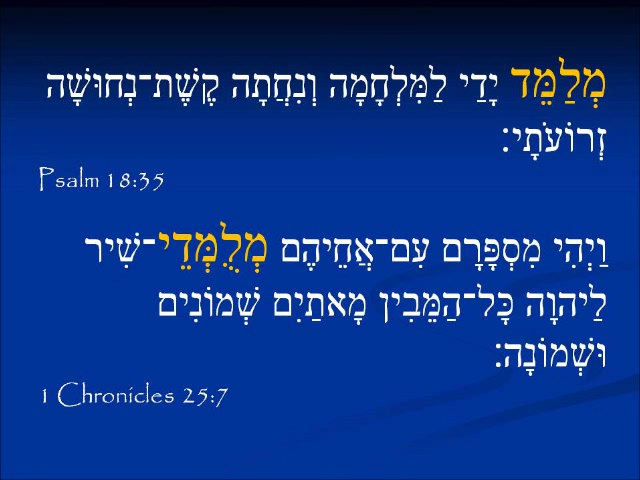 מְלַמֵּד יָדַי לַמִּלְחָמָה וְנִחֲתָה קֶשֶׁת־נְחוּשָׁה
זְרוֹעֹתָי׃
Psalm 18:35
וַיְהִי מִסְפָּרָם עִם־אֲחֵיהֶם מְלֻמְּדֵי־שִׁיר
לַיהוָה כָּל־הַמֵּבִין מָאתַיִם שְׁמוֹנִים
וּשְׁמוֹנָה׃
1 Chronicles 25:7